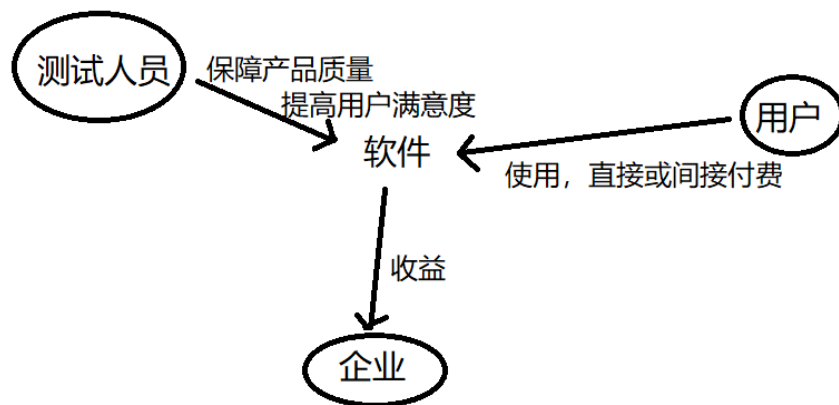 测试人员
保障产品质量
提高用户满意度
用户
软件
使用，直接或间接付费
收益
企业